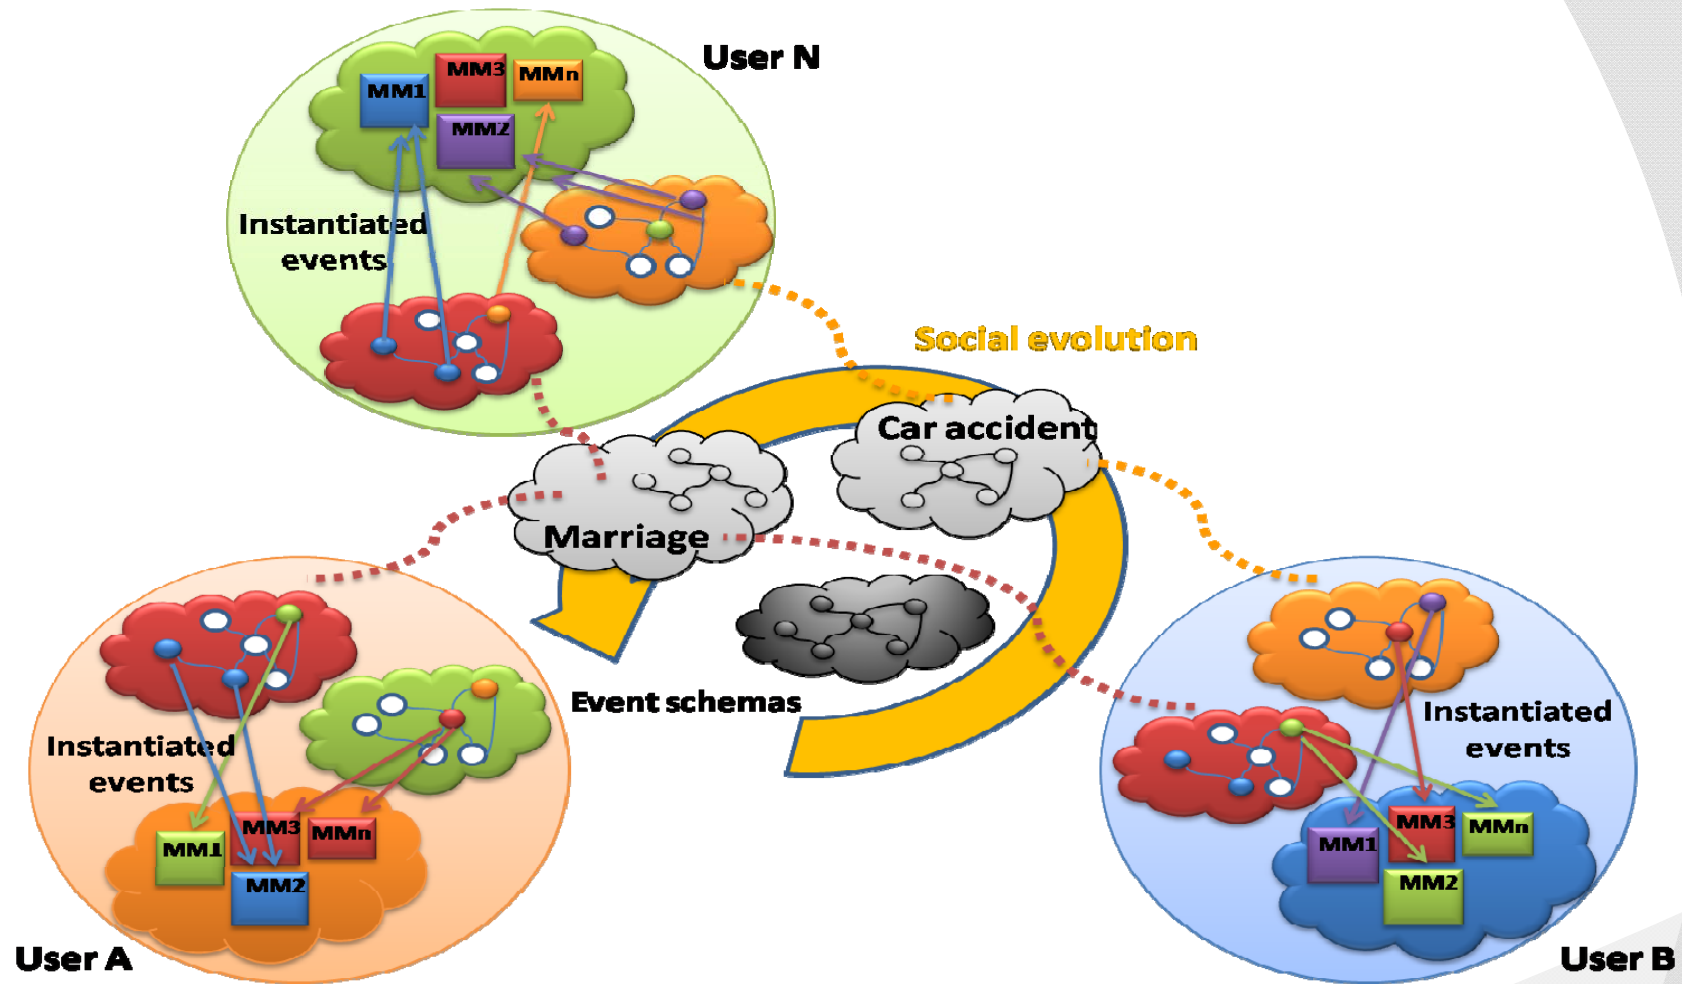 User N
MM1
MM3
MMn
MM2
Instantiated
events
Social evolution
Car accident
Marriage
Event schemas
Instantiated
events
MM1
MM3
MMn
MM2
User A
Instantiated
events
MM1
MM3
MMn
MM2
User B